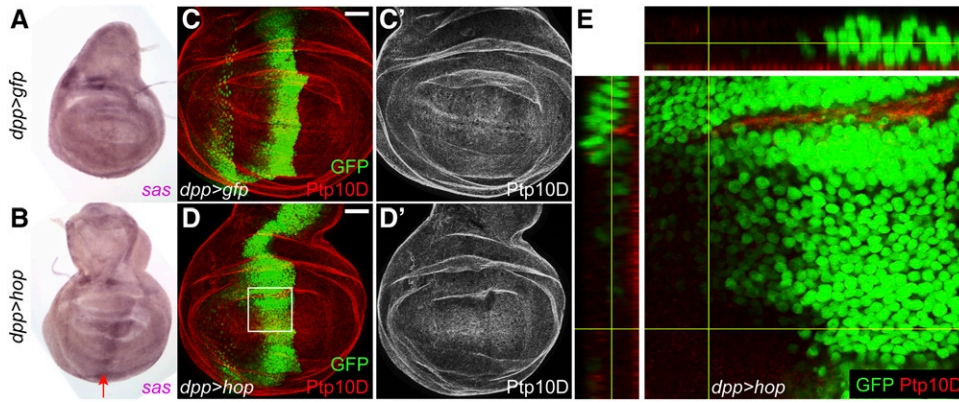 A
dpp>gfp
sas
B
dpp>hop
sas
C
GFP
dpp>gfp Ptp10D
C'
Ptp10D
D
GFP
dpp>hop Ptp10D
D'
Ptp10D
E
dpp>hop GFP Ptp10D